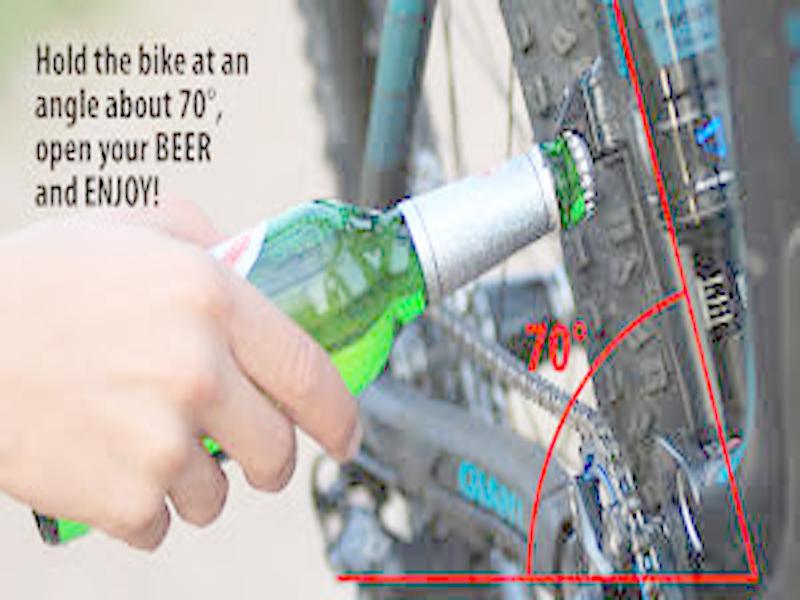 Hold the bike at an
angle about 70°,
open your BEER
and ENJOY!
70°